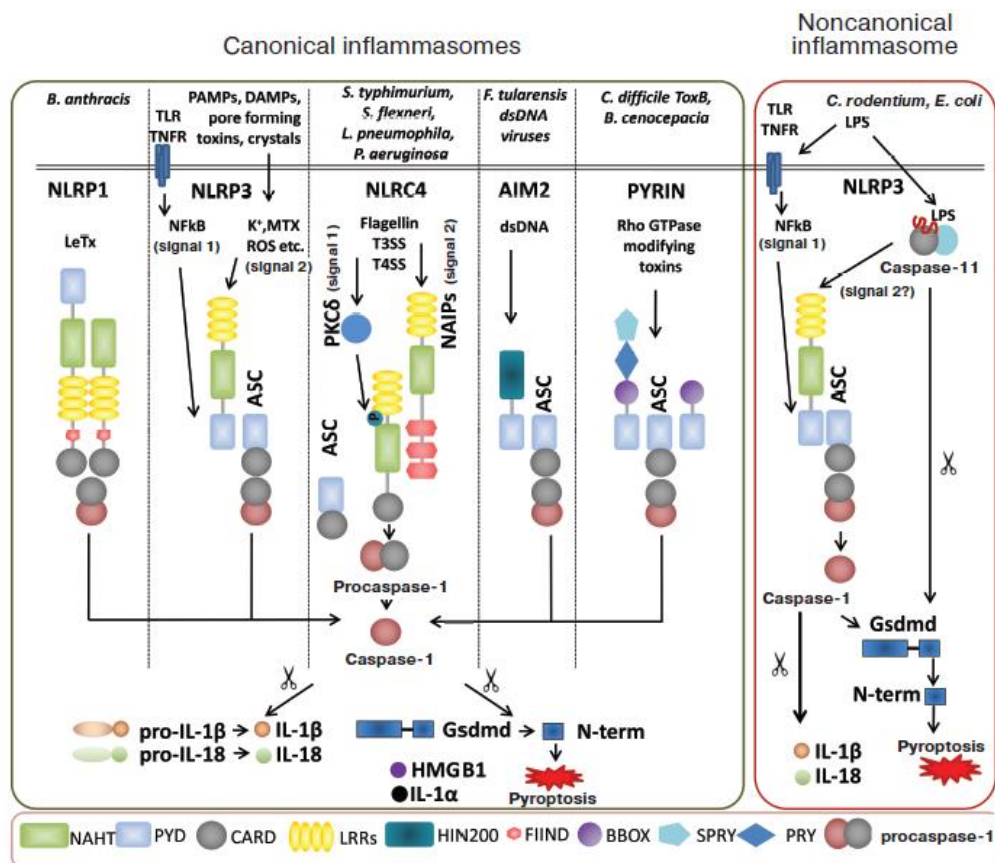 Canonical inflammasomes
Noncanonical
inflammasome
B. anthracis
TLR
TNFR
PAMPs, DAMPs,
pore forming
toxins, crystals
S. typhimurium,
S. flexneri,
L. pneumophila,
P. aeruginosa
F. tularensis
dsDNA
viruses
C. difficile ToxB,
B. cenocepacia
TLR
TNFR
C. rodentium, E. coli
LPS
NLRP1
NLRP3
NLRC4
AIM2
PYRIN
NLRP3
LeTx
NFkB
(signal 1)
K⁺,MTX
ROS etc.
(signal 2)
(signal 1)
Flagellin
T3SS
T4SS
(signal 2)
dsDNA
Rho GTPase
modifying
toxins
NFkB
(signal 1)
LPS
Caspase-11
(signal 2?)
PKCδ
NAIPs
ASC
ASC
P
ASC
ASC
ASC
Procaspase-1
Caspase-1
Caspase-1
Gsdmd
N-term
Pyroptosis
IL-1β
IL-18
pro-IL-1β
IL-1β
pro-IL-18
IL-18
Gsdmd
N-term
HMGB1
IL-1α
Pyroptosis
NAHT
PYD
CARD
LRRs
HIN200
FIIND
BBOX
SPRY
PRY
procaspase-1